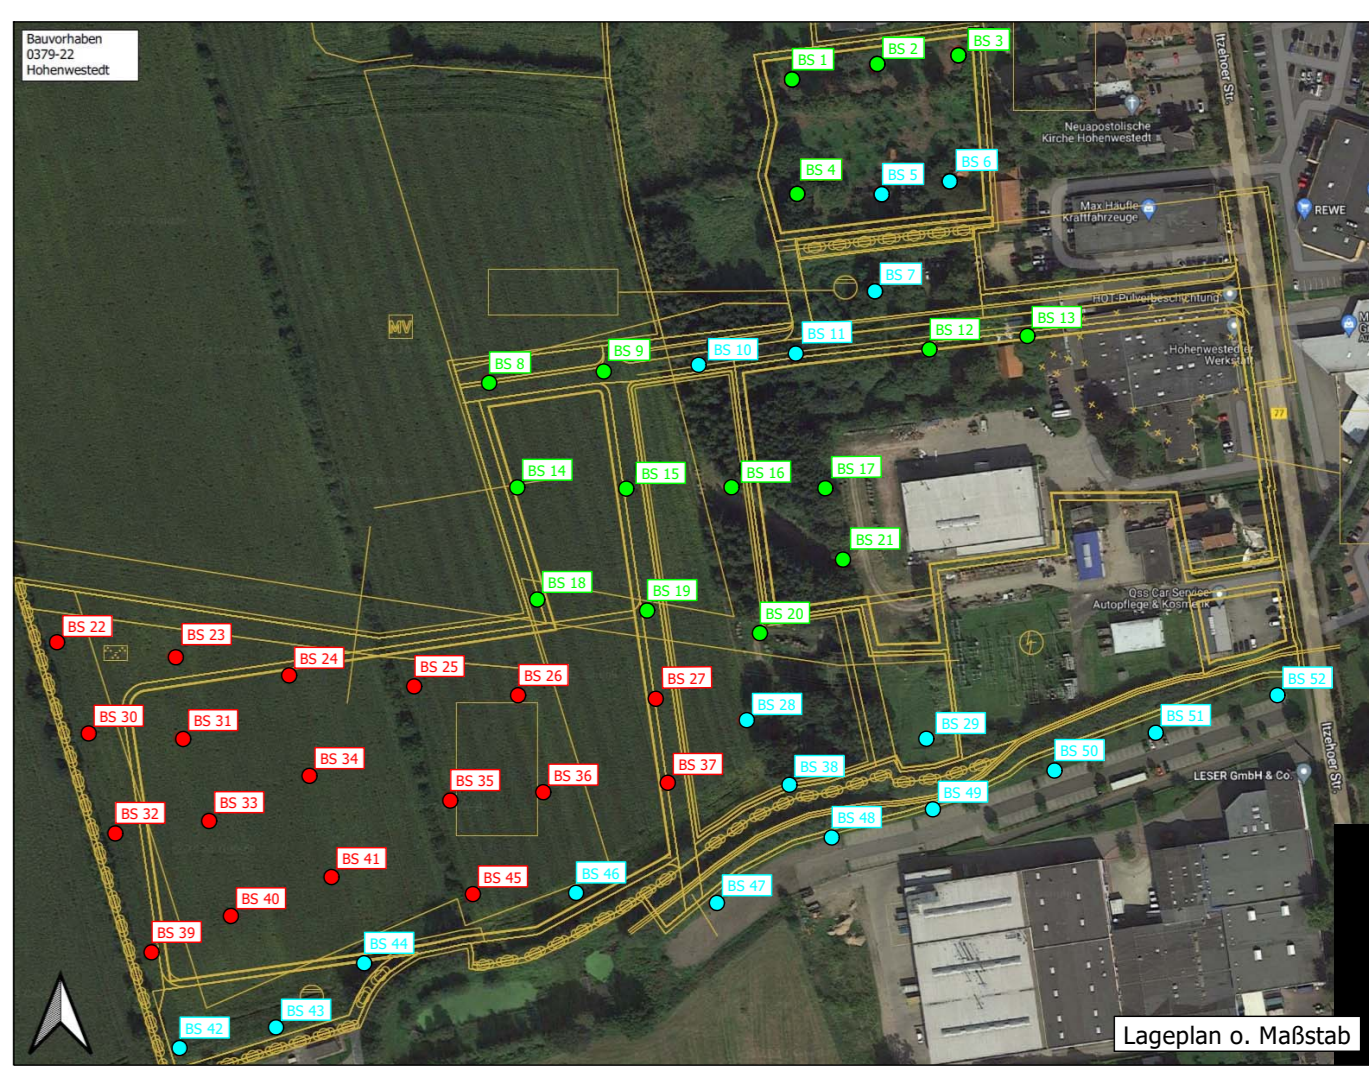 Bauvorhaben
0379-22
Hohenwestedt
BS 1
BS 2
BS 3
Itzehoer Str.
Neuapostolische
Kirche Hohenwestedt
BS 4
BS 5
BS 6
Max Häufle
Kraftfahrzeuge
REWE
BS 7
HOT Pulverbeschichtung
MV
BS 8
BS 9
BS 10
BS 11
BS 12
BS 13
Hohenwestedter
Werkstatt
77
BS 14
BS 15
BS 16
BS 17
BS 21
BS 18
BS 19
BS 20
Qss Car Service
Autopflege & Kosmetik
BS 22
BS 23
BS 24
BS 25
BS 26
BS 27
BS 28
BS 29
BS 52
BS 30
BS 31
BS 51
BS 34
BS 35
BS 36
BS 37
BS 38
BS 50
Itzehoer Str.
LESER GmbH & Co.
BS 32
BS 33
BS 48
BS 49
BS 41
BS 45
BS 46
BS 47
BS 40
BS 39
BS 44
BS 42
BS 43
Lageplan o. Maßstab